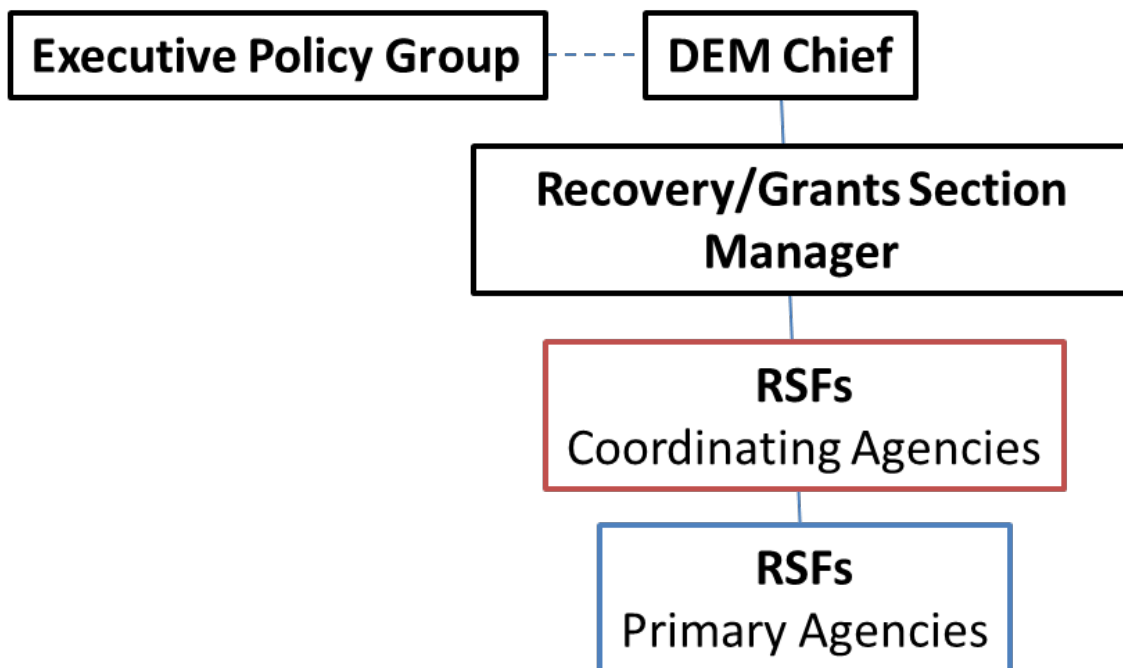 Executive Policy Group
DEM Chief
Recovery/Grants Section
Manager
RSFs
Coordinating Agencies
RSFs
Primary Agencies